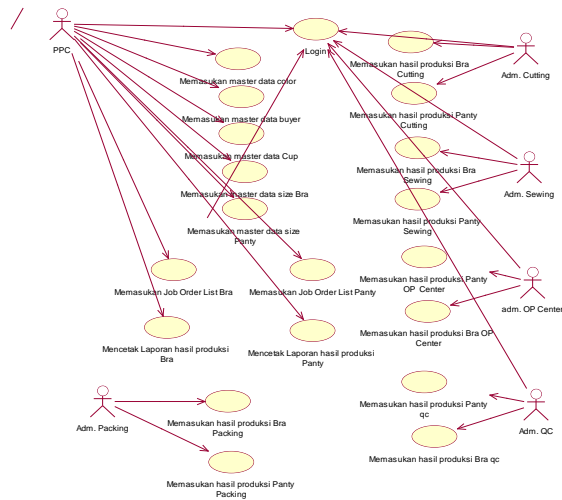 PPC
Login
Memasukan master data color
Memasukan master data buyer
Memasukan master data Cup
Memasukan master data size Bra
Memasukan master data size
Panty
Memasukan hasil produksi Bra
Cutting
Memasukan hasil produksi Panty
Cutting
Adm. Cutting
Memasukan hasil produksi Bra
Sewing
Memasukan hasil produksi Panty
Sewing
Adm. Sewing
Memasukan Job Order List Bra
Memasukan Job Order List Panty
Memasukan hasil produksi Panty
OP Center
Memasukan hasil produksi Bra OP
Center
adm. OP Center
Mencetak Laporan hasil produksi
Bra
Mencetak Laporan hasil produksi
Panty
Adm. Packing
Memasukan hasil produksi Bra
Packing
Memasukan hasil produksi Panty
Packing
Memasukan hasil produksi Panty
qc
Memasukan hasil produksi Bra qc
Adm. QC